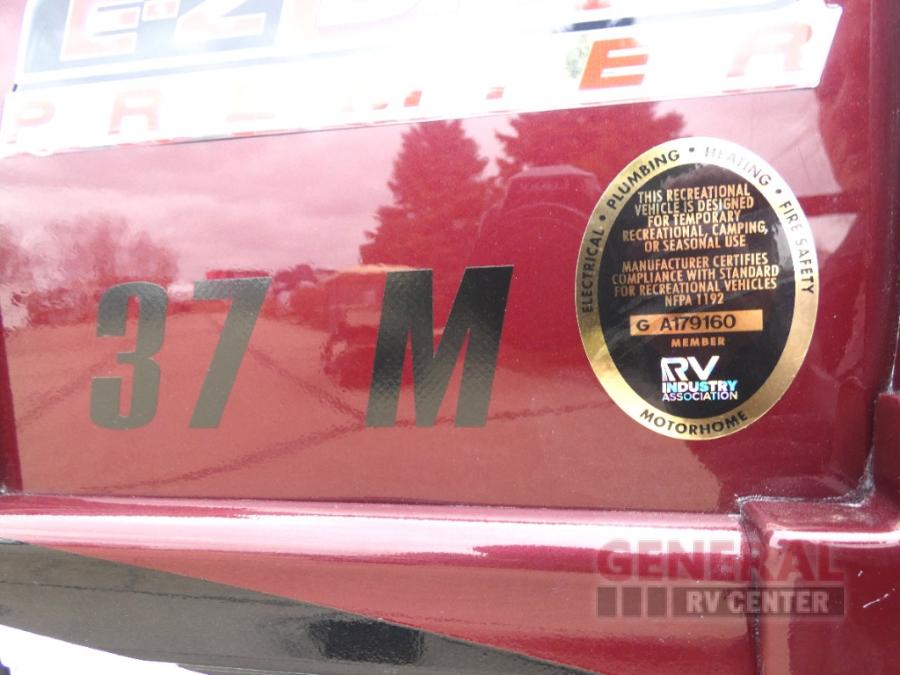 E-Z DRIVE
PREMIER
37 M
ELECTRICAL • PLUMBING • HEATING • FIRE SAFETY
THIS RECREATIONAL
VEHICLE IS DESIGNED
FOR TEMPORARY
RECREATIONAL, CAMPING,
OR SEASONAL USE
MANUFACTURER CERTIFIES
COMPLIANCE WITH STANDARD
FOR RECREATIONAL VEHICLES
NFPA 1192
G A179160
MEMBER
RV
INDUSTRY
ASSOCIATION
MOTORHOME
GENERAL
RV CENTER